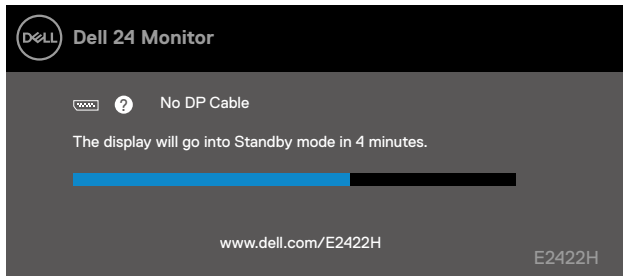 DELL Dell 24 Monitor
? No DP Cable
The display will go into Standby mode in 4 minutes.
www.dell.com/E2422H
E2422H